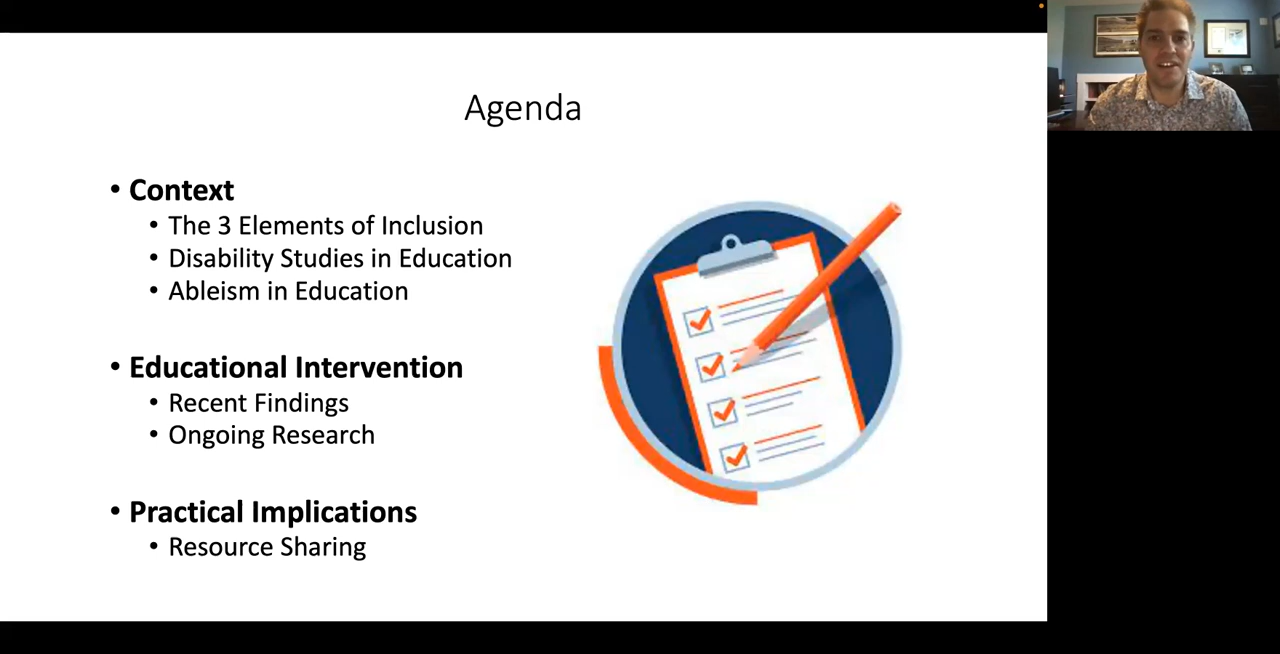 Agenda
• Context
• The 3 Elements of Inclusion
• Disability Studies in Education
• Ableism in Education
• Educational Intervention
• Recent Findings
• Ongoing Research
• Practical Implications
• Resource Sharing